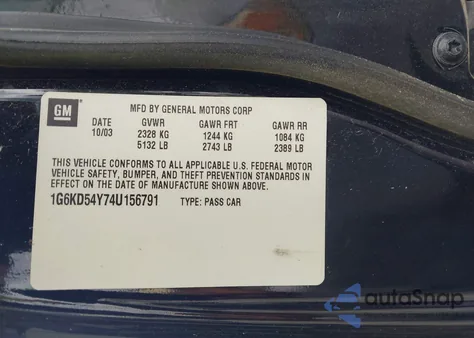 GM
MFD BY GENERAL MOTORS CORP
DATE GVWR GAWR FRT GAWR RR
10/03 2328 KG 1244 KG 1084 KG
5132 LB 2743 LB 2389 LB
THIS VEHICLE CONFORMS TO ALL APPLICABLE U.S. FEDERAL MOTOR
VEHICLE SAFETY, BUMPER, AND THEFT PREVENTION STANDARDS IN
EFFECT ON THE DATE OF MANUFACTURE SHOWN ABOVE.
1G6KD54Y74U156791 TYPE: PASS CAR
autoSnap